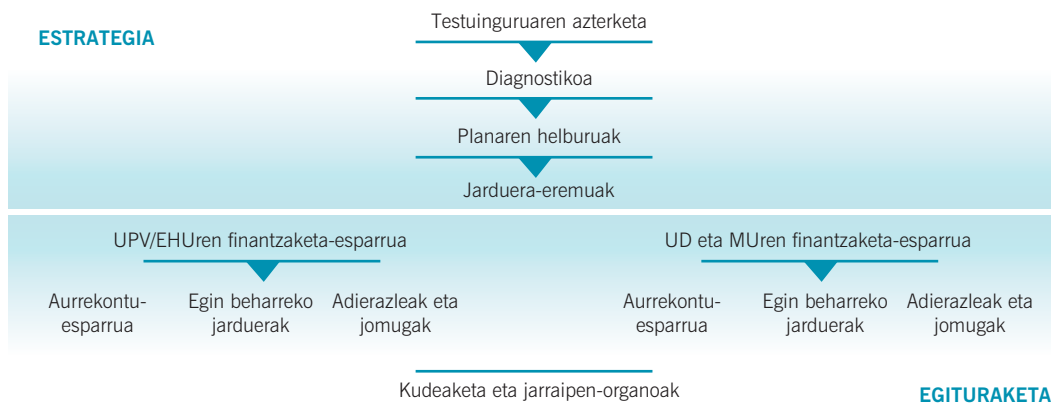 Testuinguruaren azterketa
ESTRATEGIA
Diagnostikoa
Planaren helburuak
Jarduera-eremuak
UPV/EHUren finantzaketa-esparrua
UD eta MUren finantzaketa-esparrua
Aurrekontu-
esparrua
Egin beharreko
jarduerak
Adierazleak eta
jomugak
Aurrekontu-
esparrua
Egin beharreko
jarduerak
Adierazleak eta
jomugak
Kudeaketa eta jarraipen-organoak
EGITURAKETA